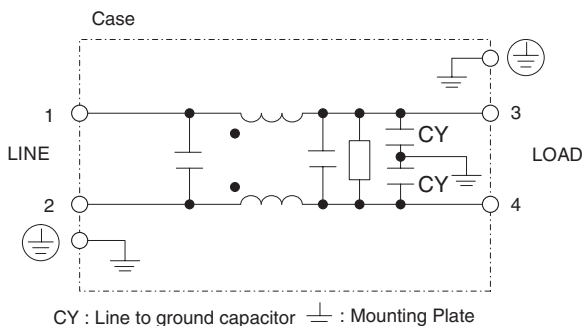 Case
1
3
LINE
CY
LOAD
CY
2
4
CY : Line to ground capacitor : Mounting Plate